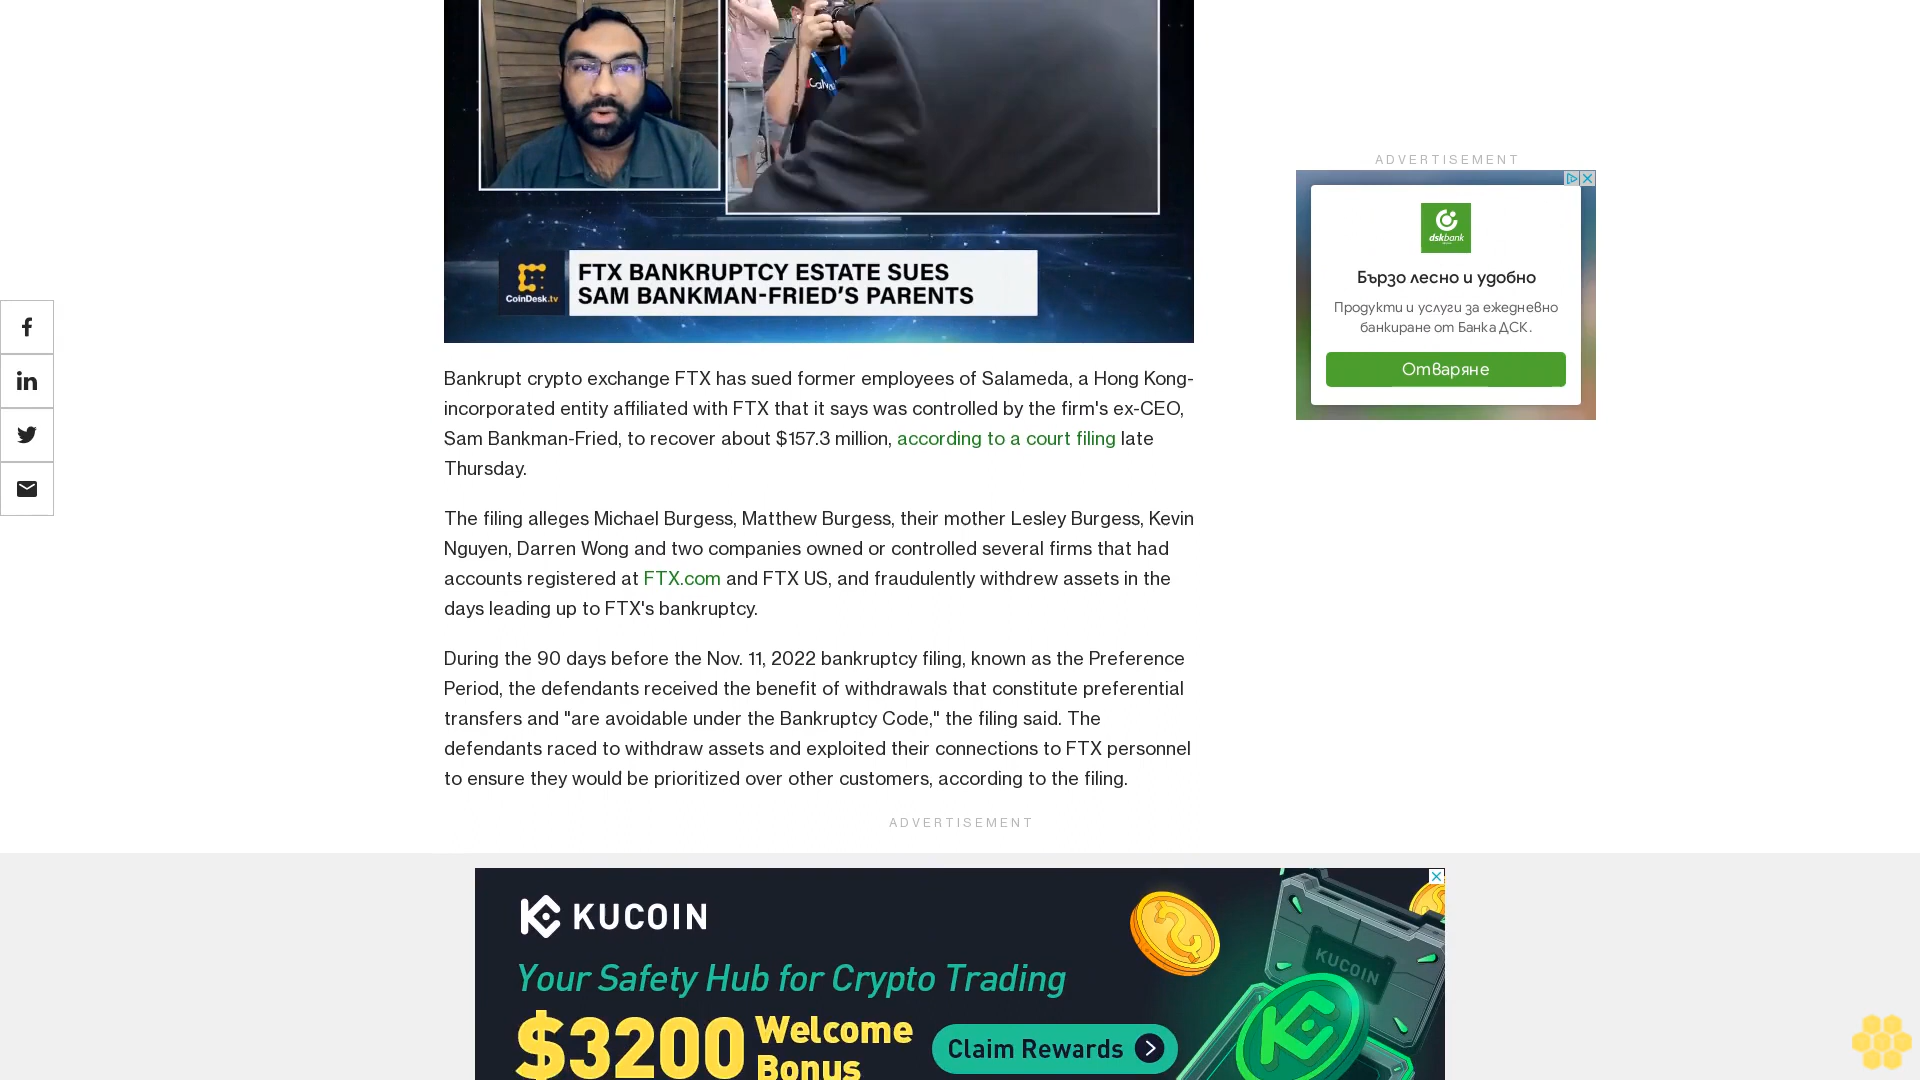 CoinDesk.tv
FTX BANKRUPTCY ESTATE SUES
SAM BANKMAN-FRIED'S PARENTS
Bankrupt crypto exchange FTX has sued former employees of Salameda, a Hong Kong-
incorporated entity affiliated with FTX that it says was controlled by the firm's ex-CEO,
Sam Bankman-Fried, to recover about $157.3 million, according to a court filing late
Thursday.
The filing alleges Michael Burgess, Matthew Burgess, their mother Lesley Burgess, Kevin
Nguyen, Darren Wong and two companies owned or controlled several firms that had
accounts registered at FTX.com and FTX US, and fraudulently withdrew assets in the
days leading up to FTX's bankruptcy.
During the 90 days before the Nov. 11, 2022 bankruptcy filing, known as the Preference
Period, the defendants received the benefit of withdrawals that constitute preferential
transfers and "are avoidable under the Bankruptcy Code," the filing said. The
defendants raced to withdraw assets and exploited their connections to FTX personnel
to ensure they would be prioritized over other customers, according to the filing.
ADVERTISEMENT
dskbank
Бързо лесно и удобно
Продукти и услуги за ежедневно
банкиране от Банка ДСК.
Отваряне
ADVERTISEMENT
KUCOIN
Your Safety Hub for Crypto Trading
$3200 Welcome
Bonus
Claim Rewards
KUCOIN